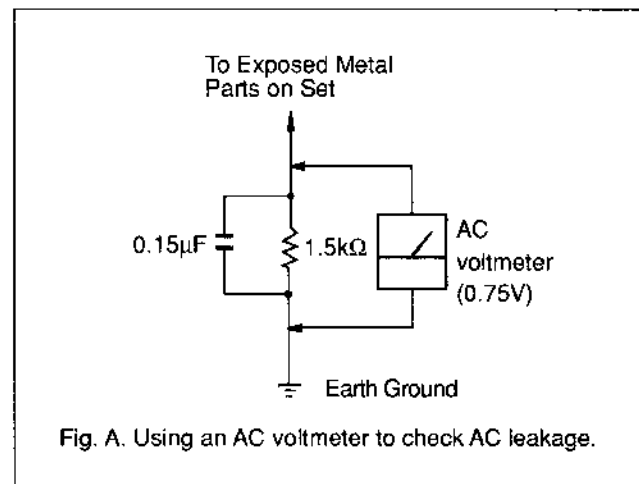 To Exposed Metal
Parts on Set
0.15µF
1.5kΩ
AC
voltmeter
(0.75V)
Earth Ground
Fig. A. Using an AC voltmeter to check AC leakage.